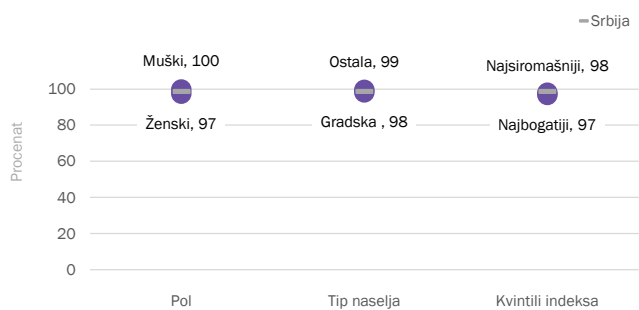 Srbija
Muški, 100
Ostala, 99
Najsiromašniji, 98
Ženski, 97
Gradska , 98
Najbogatiji, 97
Procenat
100
80
60
40
20
0
Pol
Tip naselja
Kvintili indeksa